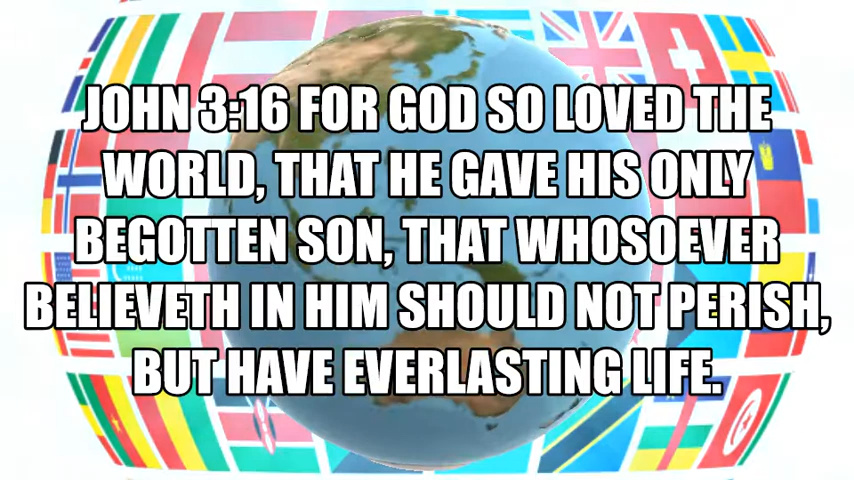 JOHN 3:16 FOR GOD SO LOVED THE
WORLD, THAT HE GAVE HIS ONLY
BEGOTTEN SON, THAT WHOSOEVER
BELIEVETH IN HIM SHOULD NOT PERISH,
BUT HAVE EVERLASTING LIFE.